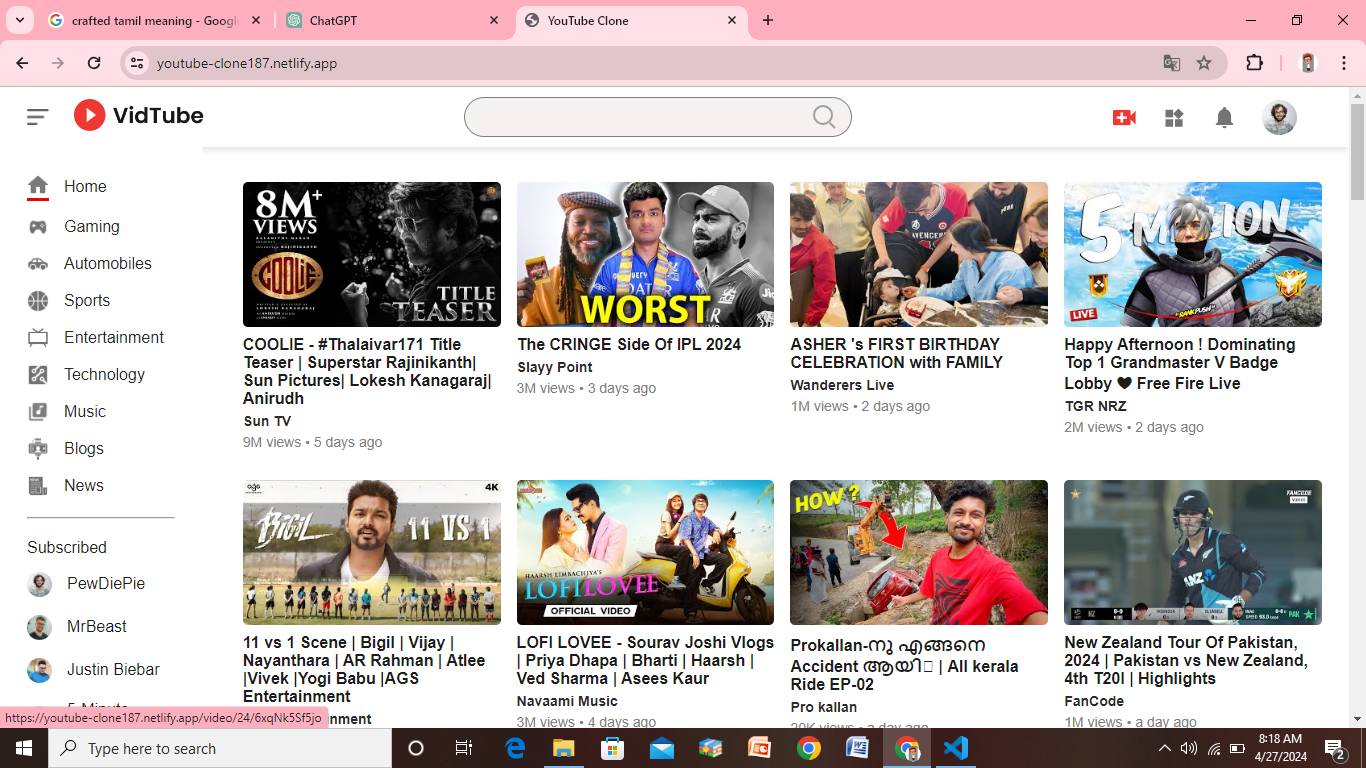 crafted tamil meaning - Google
ChatGPT
YouTube Clone
youtube-clone187.netlify.app
VidTube
Home
Gaming
Automobiles
Sports
Entertainment
Technology
Music
Blogs
News
Subscribed
PewDiePie
MrBeast
Justin Biebar
8M+
VIEWS
COOLIE
TITLE
TEASER
COOLIE - #Thalaivar171 Title
Teaser | Superstar Rajinikanth|
Sun Pictures| Lokesh Kanagaraj|
Anirudh
Sun TV
9M views • 5 days ago
WORST
The CRINGE Side Of IPL 2024
Slayy Point
3M views • 3 days ago
ASHER 's FIRST BIRTHDAY
CELEBRATION with FAMILY
Wanderers Live
1M views • 2 days ago
5 MILLION
LIVE
RANKPUSH
Happy Afternoon ! Dominating
Top 1 Grandmaster V Badge
Lobby 🖤 Free Fire Live
TGR NRZ
2M views • 2 days ago
4K
BIGIL 11 VS 1
11 vs 1 Scene | Bigil | Vijay |
Nayanthara | AR Rahman | Atlee
|Vivek |Yogi Babu |AGS
Entertainment
HAARSH LIMBACHIYA'S
LOFI LOVEE
OFFICIAL VIDEO
LOFI LOVEE - Sourav Joshi Vlogs
| Priya Dhapa | Bharti | Haarsh |
Ved Sharma | Asees Kaur
Navaami Music
3M views • 4 days ago
HOW ?
Prokallan-നു എങ്ങനെ
Accident ആയി | All kerala
Ride EP-02
Pro kallan
20K views • a day ago
FANCODE
NZ 0-0
PAK
New Zealand Tour Of Pakistan,
2024 | Pakistan vs New Zealand,
4th T20I | Highlights
FanCode
1M views • a day ago
https://youtube-clone187.netlify.app/video/24/6xqNk5Sf5jo
Type here to search
8:18 AM
4/27/2024
2